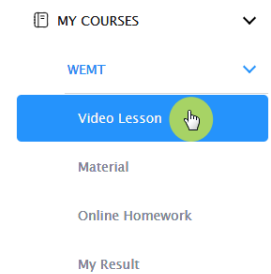 MY COURSES
WEMT
Video Lesson
Material
Online Homework
My Result